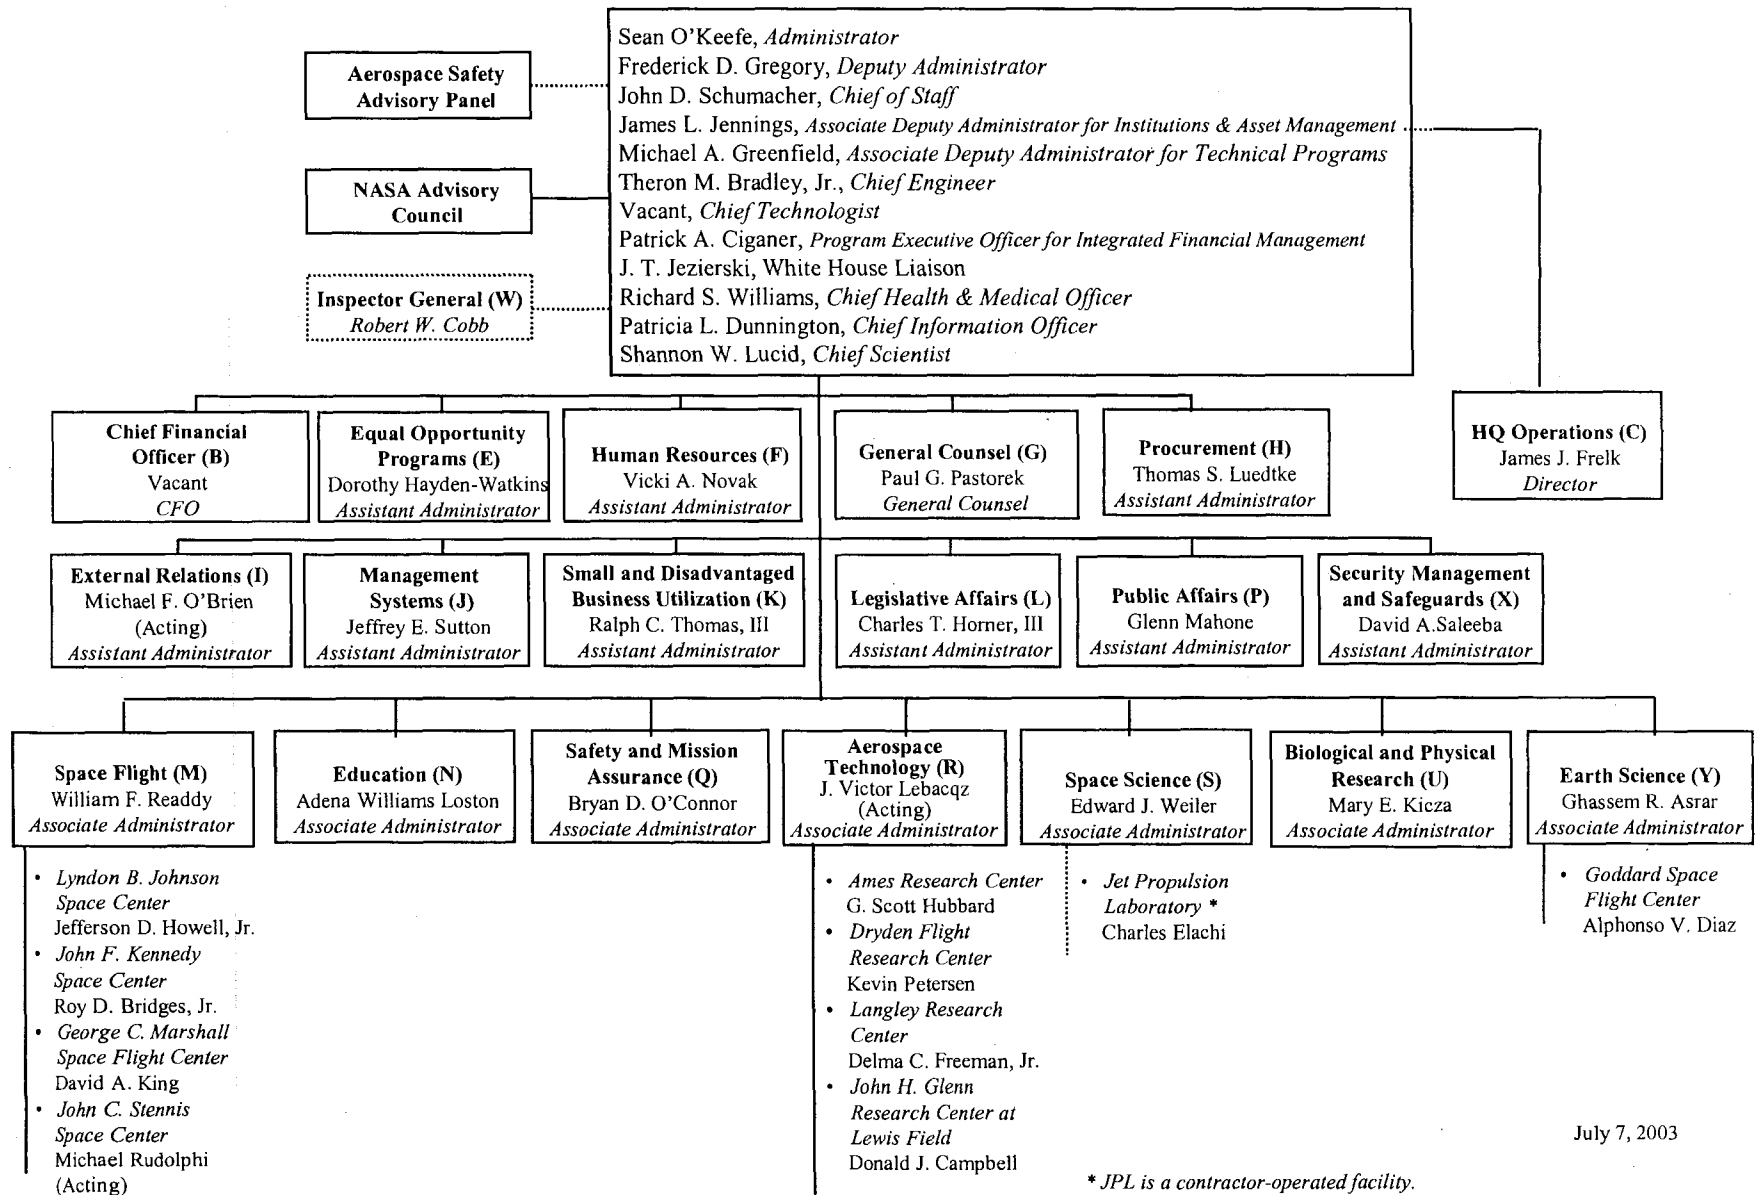 Sean O'Keefe, Administrator
Frederick D. Gregory, Deputy Administrator
John D. Schumacher, Chief of Staff
James L. Jennings, Associate Deputy Administrator for Institutions & Asset Management
Michael A. Greenfield, Associate Deputy Administrator for Technical Programs
Theron M. Bradley, Jr., Chief Engineer
Vacant, Chief Technologist
Patrick A. Ciganer, Program Executive Officer for Integrated Financial Management
J. T. Jezierski, White House Liaison
Richard S. Williams, Chief Health & Medical Officer
Patricia L. Dunnington, Chief Information Officer
Shannon W. Lucid, Chief Scientist
Aerospace Safety
Advisory Panel
NASA Advisory
Council
Inspector General (W)
Robert W. Cobb
Chief Financial
Officer (B)
Vacant
CFO
Equal Opportunity
Programs (E)
Dorothy Hayden-Watkins
Assistant Administrator
Human Resources (F)
Vicki A. Novak
Assistant Administrator
General Counsel (G)
Paul G. Pastorek
General Counsel
Procurement (H)
Thomas S. Luedtke
Assistant Administrator
HQ Operations (C)
James J. Frelk
Director
External Relations (I)
Michael F. O'Brien
(Acting)
Assistant Administrator
Management
Systems (J)
Jeffrey E. Sutton
Assistant Administrator
Small and Disadvantaged
Business Utilization (K)
Ralph C. Thomas, III
Assistant Administrator
Legislative Affairs (L)
Charles T. Horner, III
Assistant Administrator
Public Affairs (P)
Glenn Mahone
Assistant Administrator
Security Management
and Safeguards (X)
David A.Saleeba
Assistant Administrator
Space Flight (M)
William F. Readdy
Associate Administrator
Education (N)
Adena Williams Loston
Associate Administrator
Safety and Mission
Assurance (Q)
Bryan D. O'Connor
Associate Administrator
Aerospace
Technology (R)
J. Victor Lebacqz
(Acting)
Associate Administrator
Space Science (S)
Edward J. Weiler
Associate Administrator
Biological and Physical
Research (U)
Mary E. Kicza
Associate Administrator
Earth Science (Y)
Ghassem R. Asrar
Associate Administrator
• Lyndon B. Johnson
Space Center
Jefferson D. Howell, Jr.
• John F. Kennedy
Space Center
Roy D. Bridges, Jr.
• George C. Marshall
Space Flight Center
David A. King
• John C. Stennis
Space Center
Michael Rudolphi
(Acting)
• Ames Research Center
G. Scott Hubbard
• Dryden Flight
Research Center
Kevin Petersen
• Langley Research
Center
Delma C. Freeman, Jr.
• John H. Glenn
Research Center at
Lewis Field
Donald J. Campbell
• Jet Propulsion
Laboratory *
Charles Elachi
• Goddard Space
Flight Center
Alphonso V. Diaz
July 7, 2003
* JPL is a contractor-operated facility.